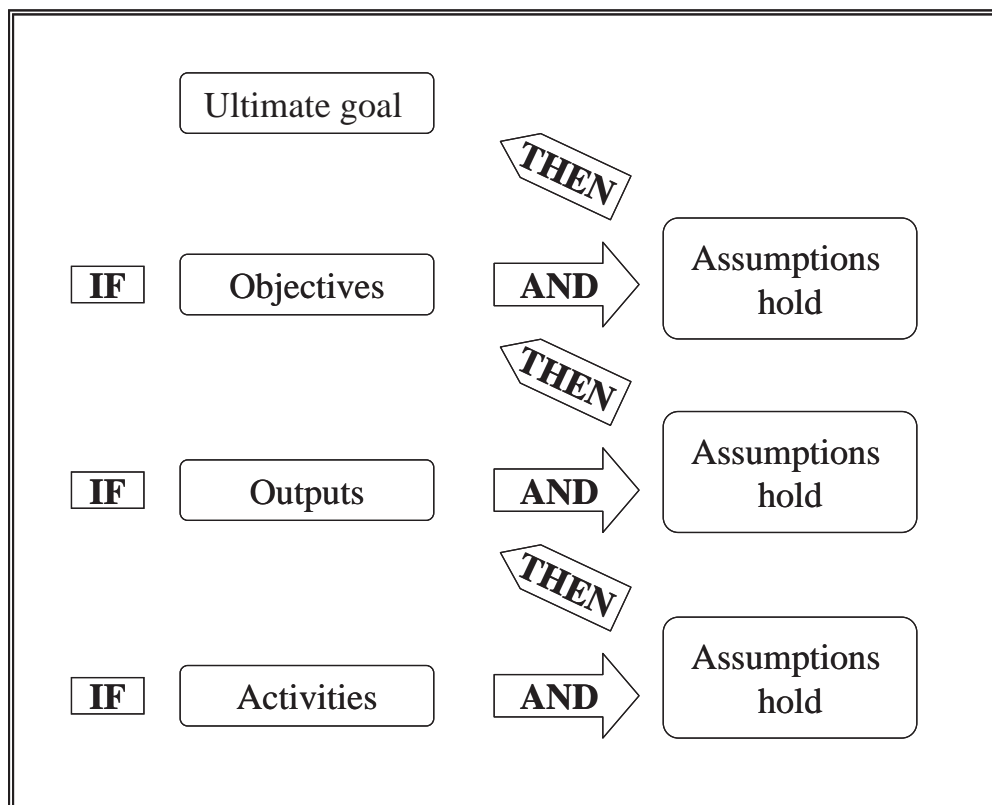 Ultimate goal
THEN
IF Objectives AND Assumptions
hold
THEN
IF Outputs AND Assumptions
hold
THEN
IF Activities AND Assumptions
hold